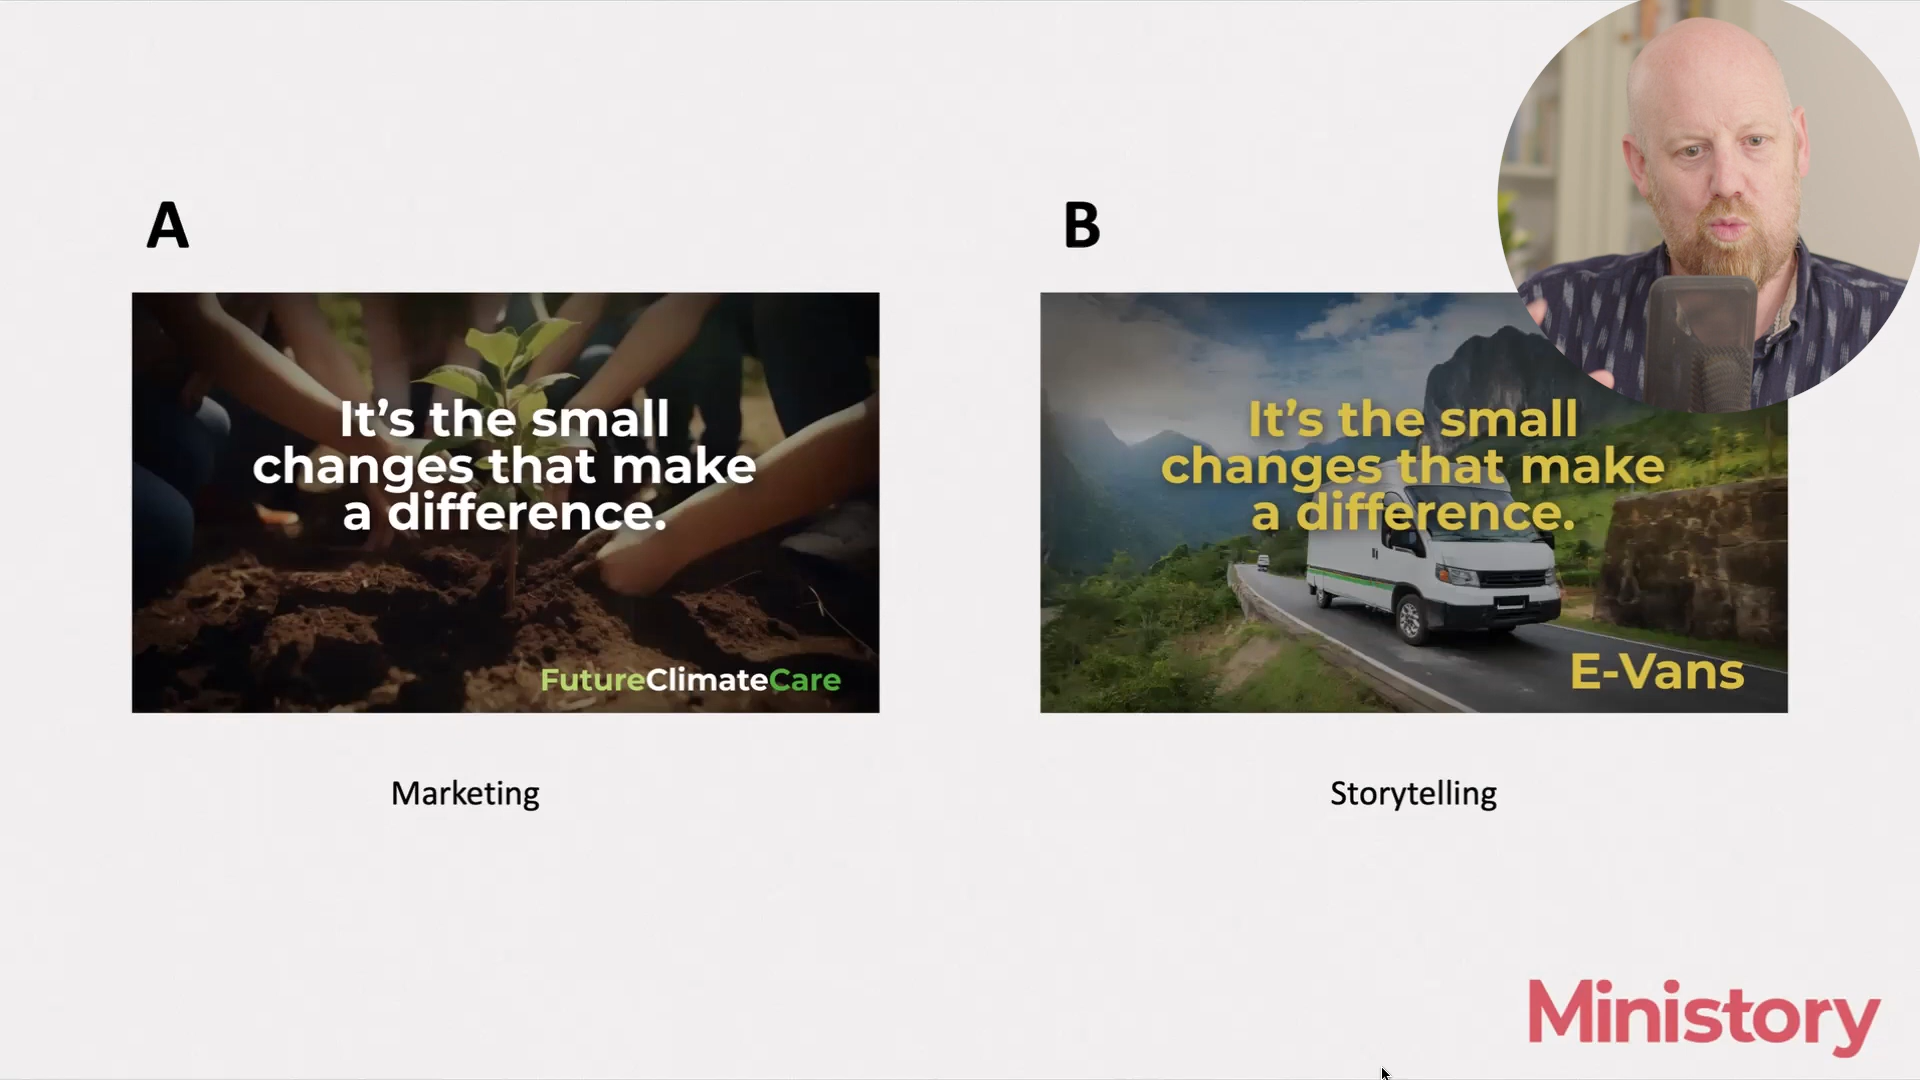 A
It’s the small
changes that make
a difference.
FutureClimateCare
Marketing
B
It’s the small
changes that make
a difference.
E-Vans
Storytelling
Ministory